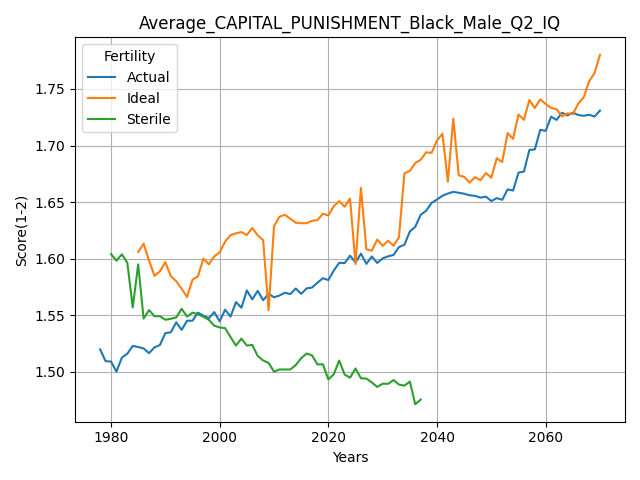 Average_CAPITAL_PUNISHMENT_Black_Male_Q2_IQ
Fertility
Actual
Ideal
Sterile
1.75
1.70
1.65
1.60
1.55
1.50
Score(1-2)
1980
2000
2020
2040
2060
Years